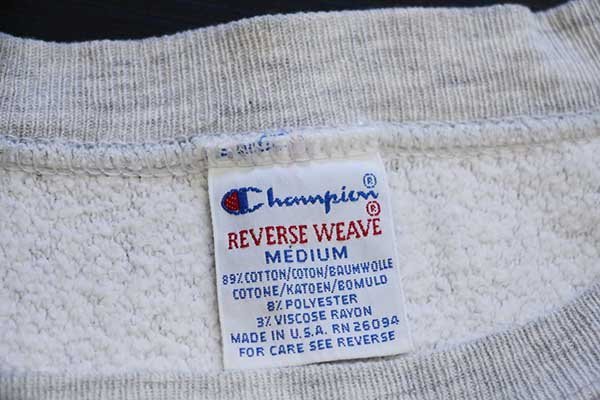 Champion®
REVERSE WEAVE®
MEDIUM
89% COTTON/COTON/BAUMWOLLE
COTONE/KATOEN/BOMULD
8% POLYESTER
3% VISCOSE RAYON
MADE IN U.S.A. RN 26094
FOR CARE SEE REVERSE